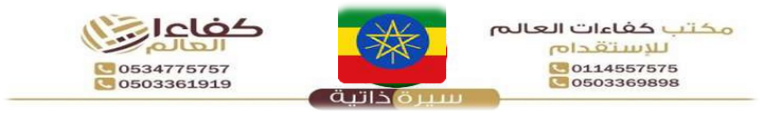 مكتب كفاءات العالم
للإستقدام
0114557575
0503369898
كفاءات
العالم
0534775757
0503361919
سيرة ذاتية